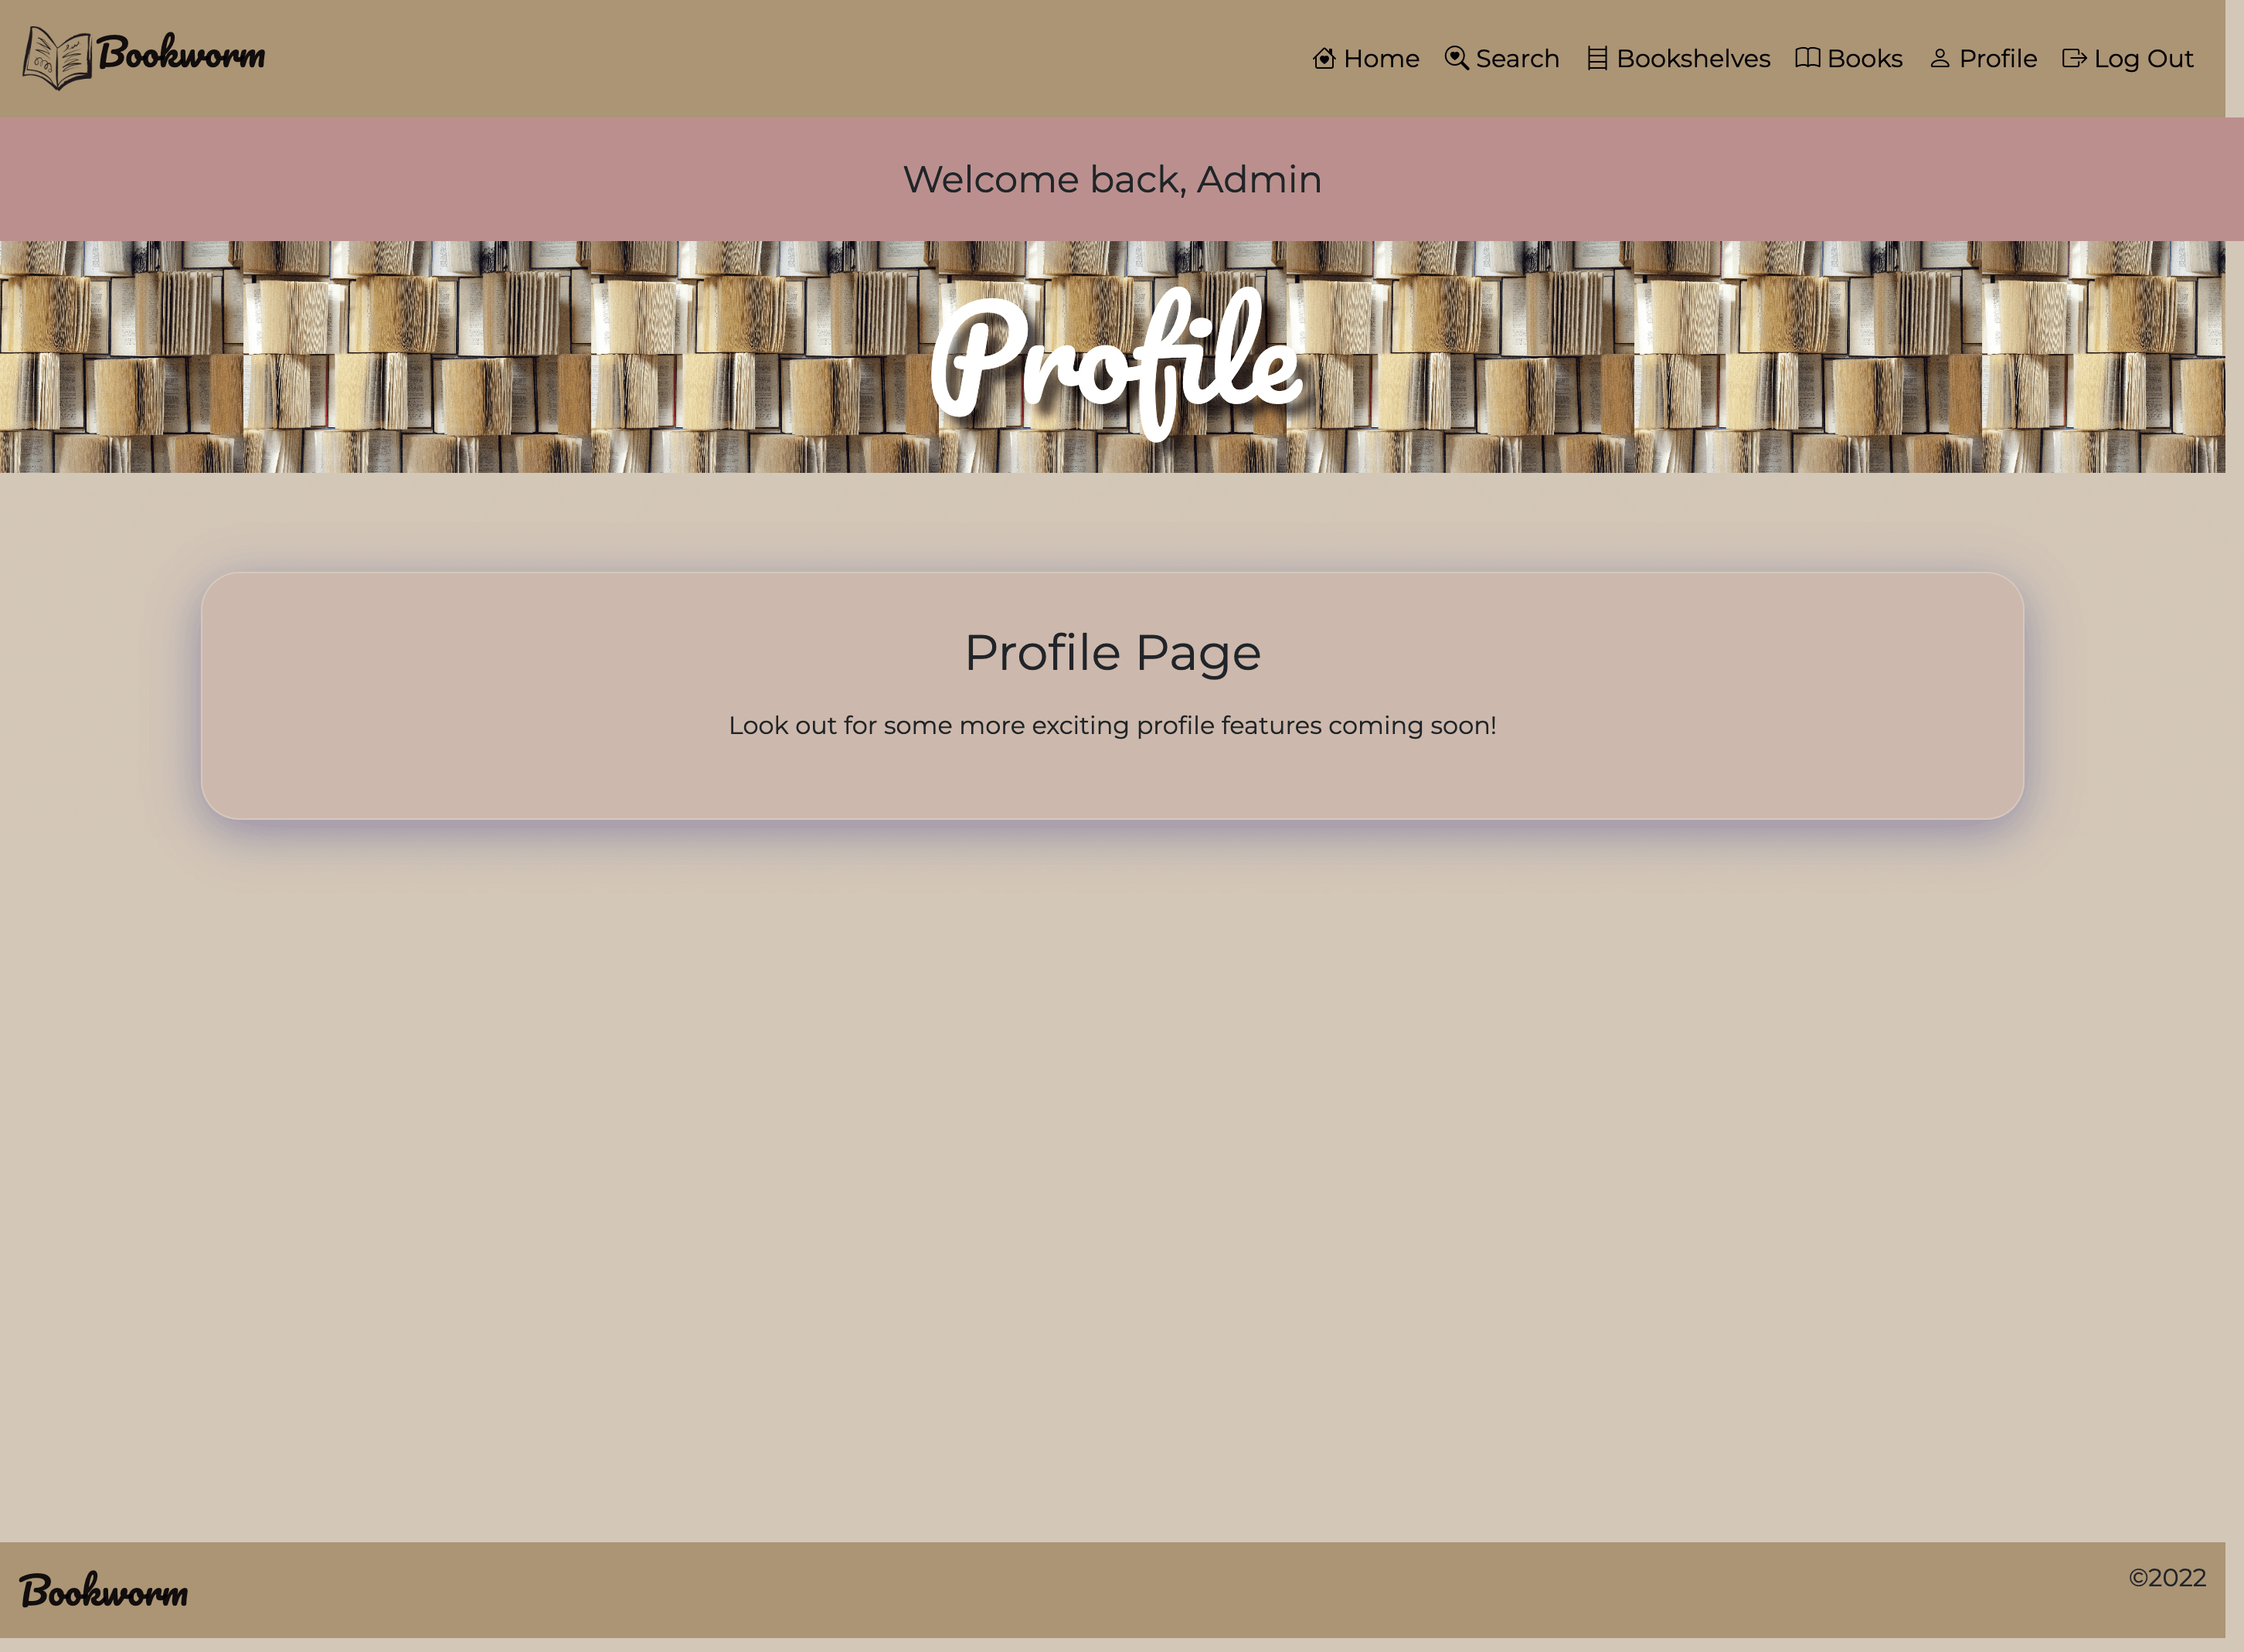 Bookworm
Home Search Bookshelves Books Profile Log Out
Welcome back, Admin
Profile
Profile Page
Look out for some more exciting profile features coming soon!
Bookworm
©2022